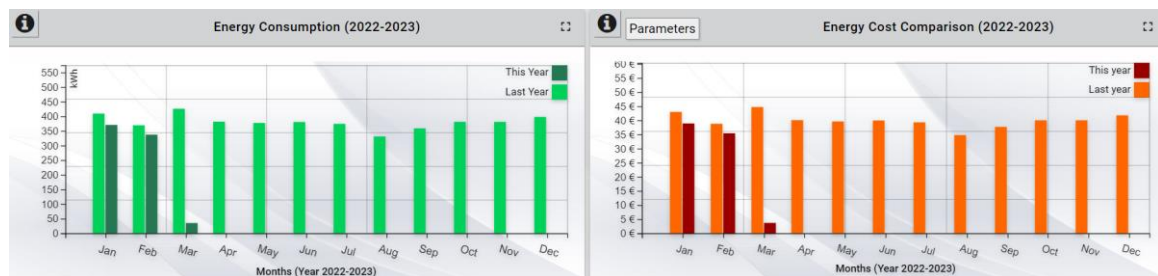 Energy Consumption (2022-2023)
This Year
Last Year
kWh
550
500
450
400
350
300
250
200
150
100
50
0
Jan Feb Mar Apr May Jun Jul Aug Sep Oct Nov Dec
Months (Year 2022-2023)
Parameters
Energy Cost Comparison (2022-2023)
This year
Last year
60 €
55 €
50 €
45 €
40 €
35 €
30 €
25 €
20 €
15 €
10 €
5 €
0 €
Jan Feb Mar Apr May Jun Jul Aug Sep Oct Nov Dec
Months (Year 2022-2023)